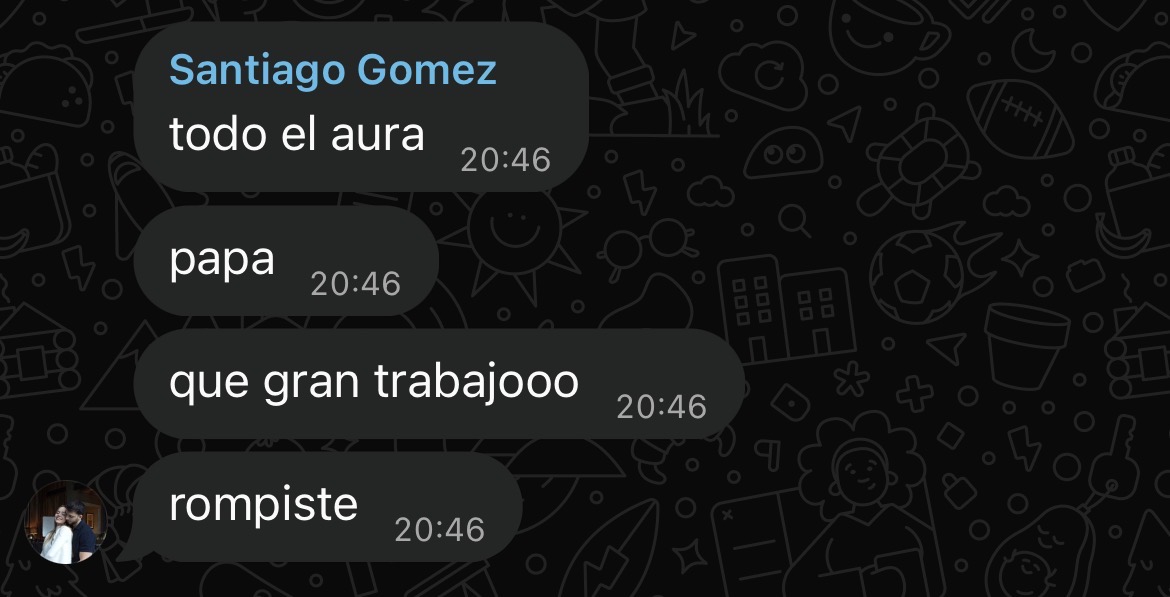 Santiago Gomez
todo el aura
20:46
papa
20:46
que gran trabajooo
20:46
rompiste
20:46